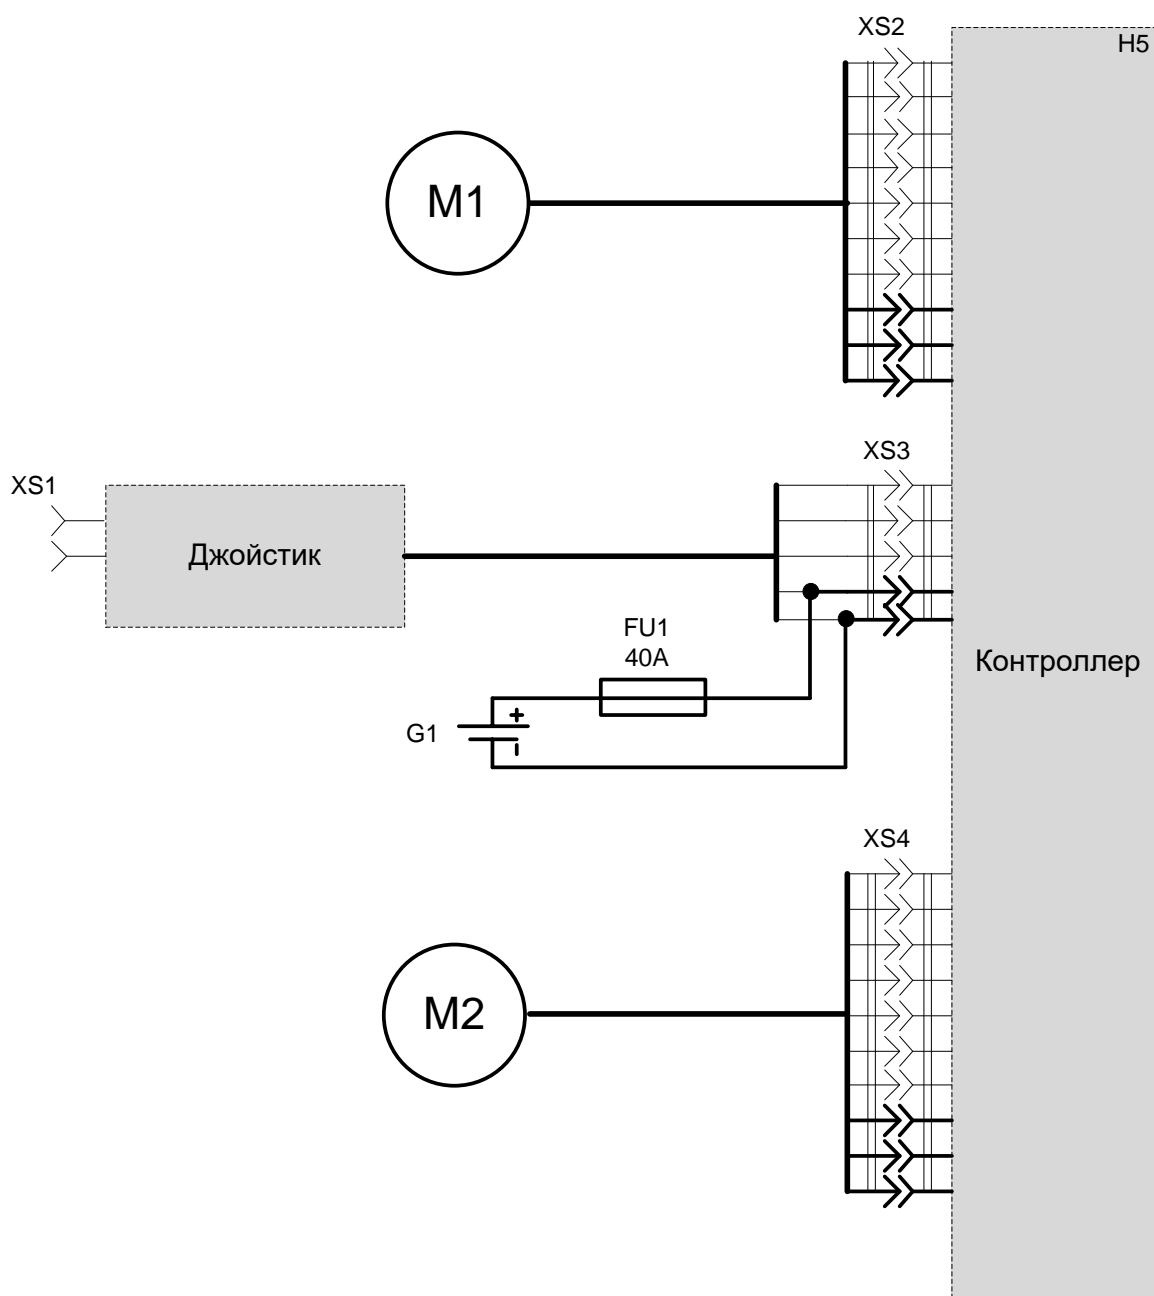 XS2
H5
M1
XS3
XS1
Джойстик
FU1
40A
Контроллер
+
G1
−
XS4
M2